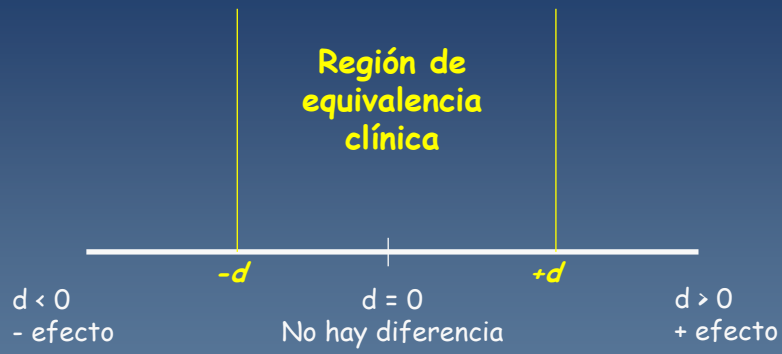 Región de
equivalencia
clínica
-d
+d
d < 0
d = 0
d > 0
- efecto
No hay diferencia
+ efecto